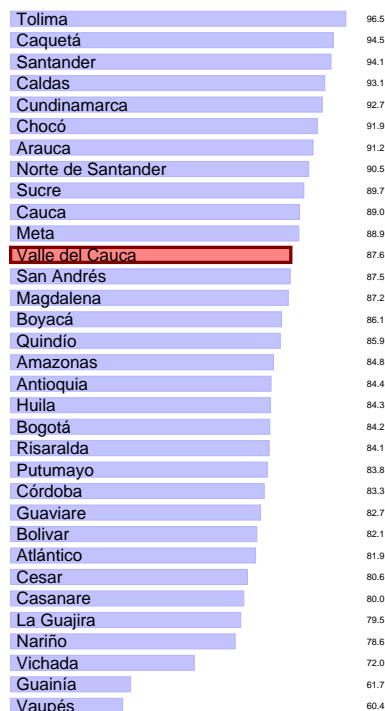 Tolima 96.5
Caquetá 94.5
Santander 94.1
Caldas 93.1
Cundinamarca 92.7
Chocó 91.9
Arauca 91.2
Norte de Santander 90.5
Sucre 89.7
Cauca 89.0
Meta 88.9
Valle del Cauca 87.6
San Andrés 87.5
Magdalena 87.2
Boyacá 86.1
Quindío 85.9
Amazonas 84.8
Antioquia 84.4
Huila 84.3
Bogotá 84.2
Risaralda 84.1
Putumayo 83.8
Córdoba 83.3
Guaviare 82.7
Bolivar 82.1
Atlántico 81.9
Cesar 80.6
Casanare 80.0
La Guajira 79.5
Nariño 78.6
Vichada 72.0
Guainía 61.7
Vaupés 60.4